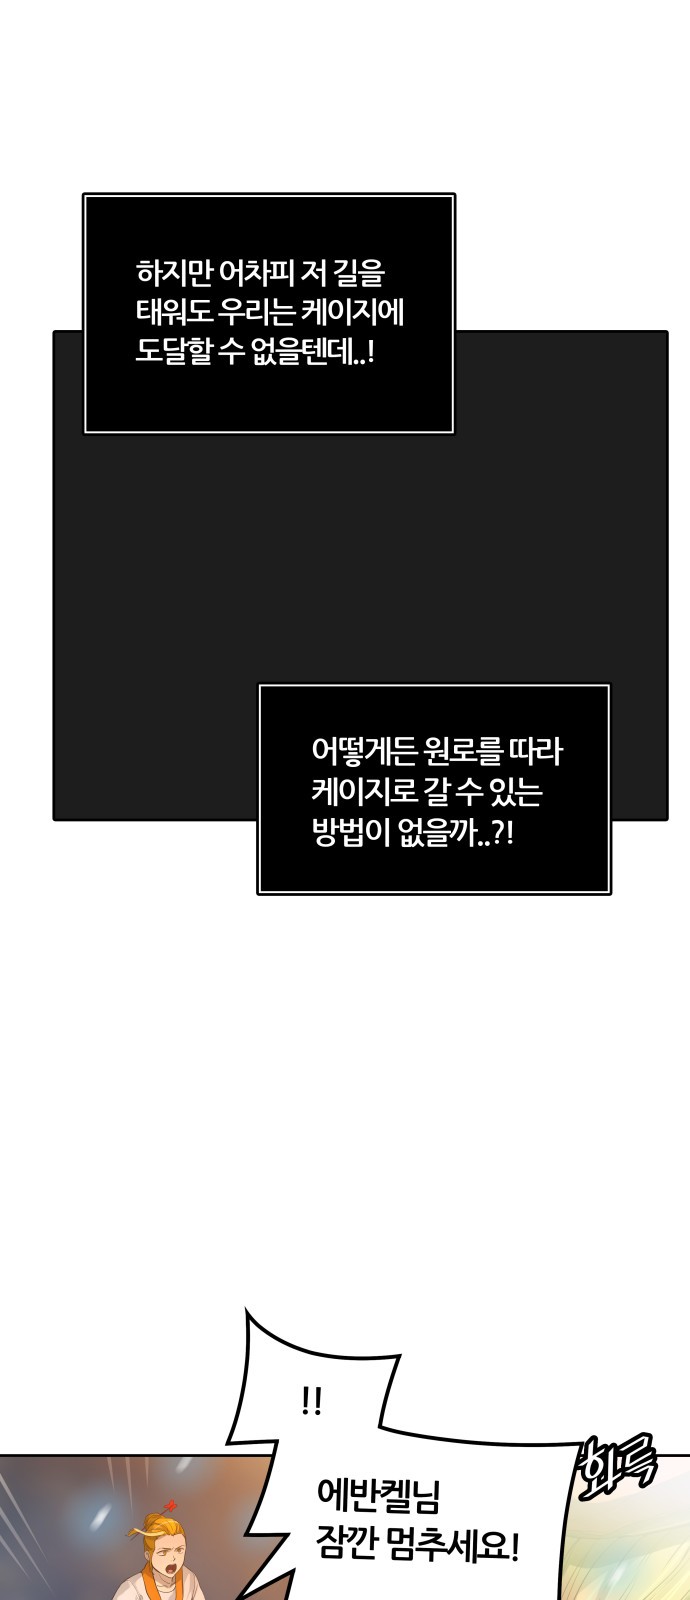 하지만 어차피 저 길을
태워도 우리는 케이지에
도달할 수 없을텐데..!
어떻게든 원로를 따라
케이지로 갈 수 있는
방법이 없을까..?!
!!
에반켈님
잠깐 멈추세요!
화륵